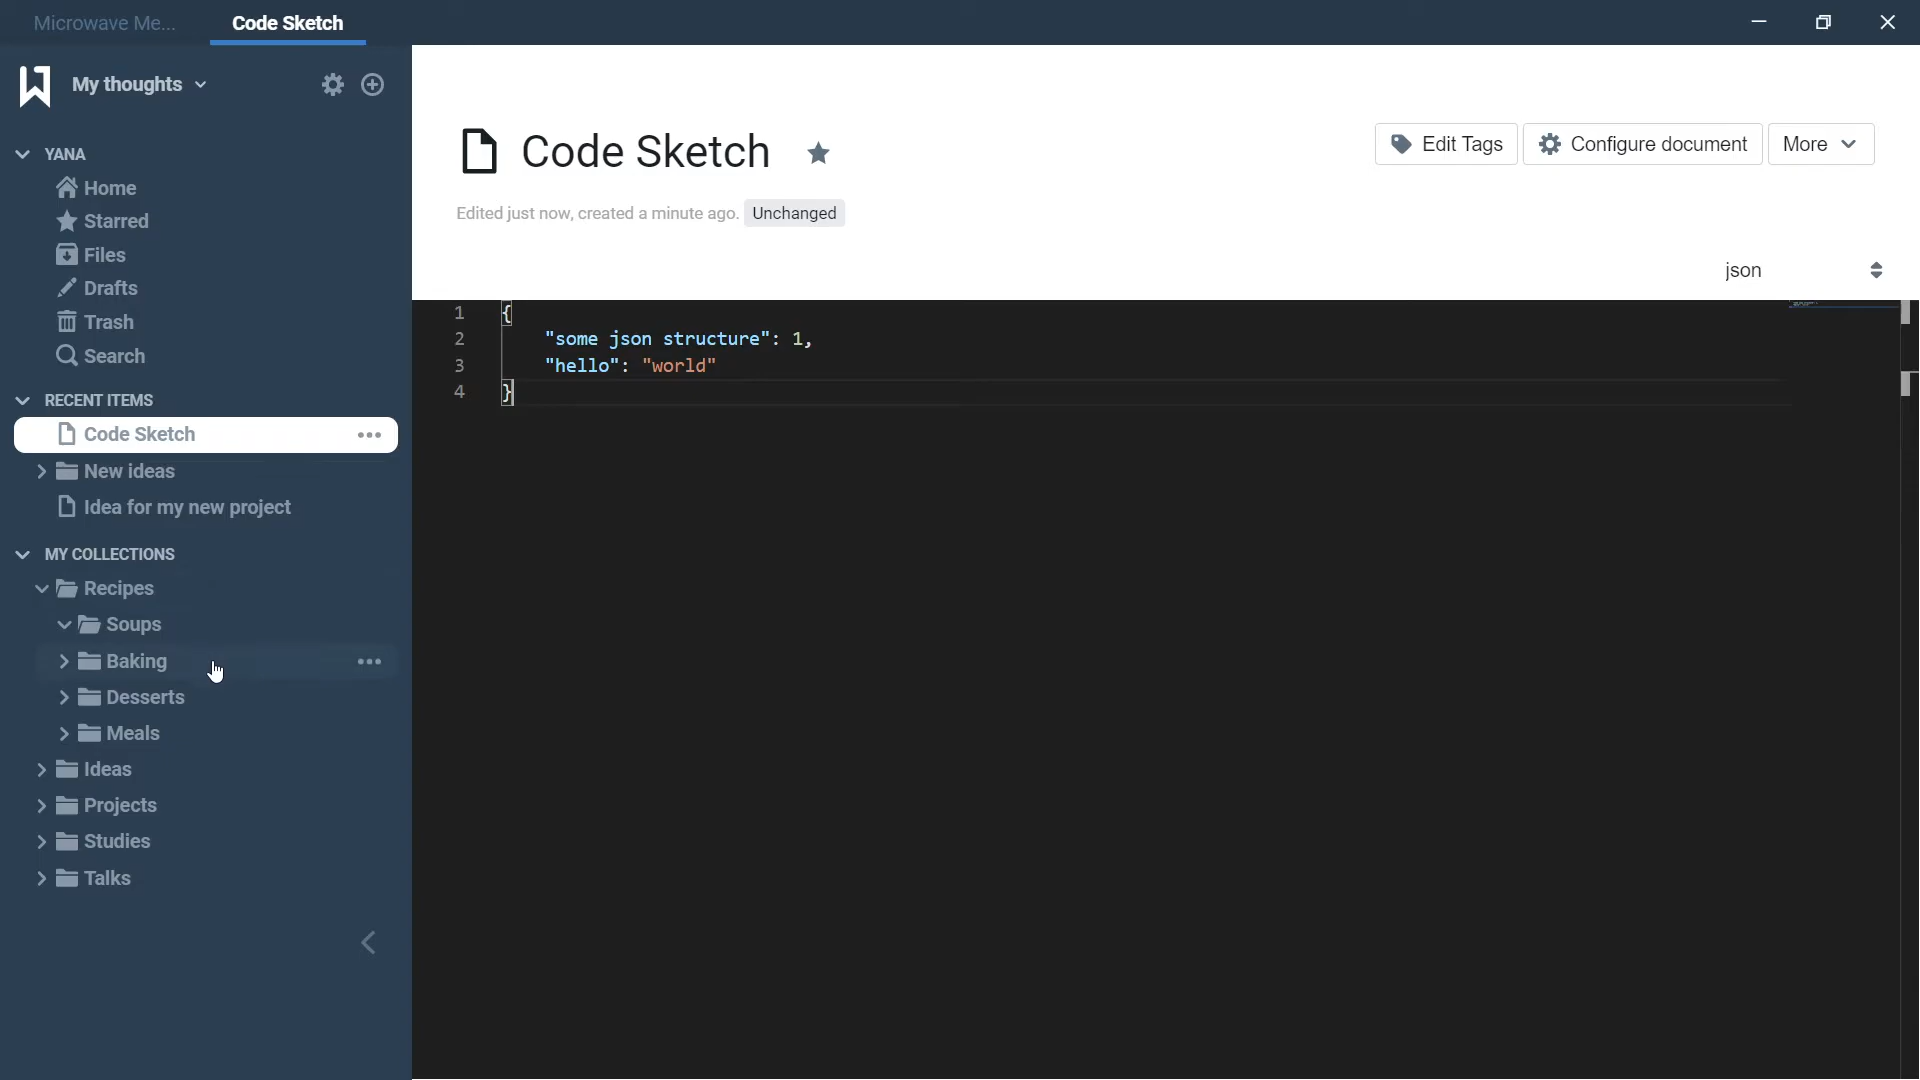 Microwave Me...
Code Sketch
My thoughts
YANA
Home
Starred
Files
Drafts
Trash
Search
RECENT ITEMS
Code Sketch
New ideas
Idea for my new project
MY COLLECTIONS
Recipes
Soups
Baking
Desserts
Meals
Ideas
Projects
Studies
Talks
Code Sketch
Edit Tags
Configure document
More
Edited just now, created a minute ago. Unchanged
json
1 {
2 "some json structure": 1,
3 "hello": "world"
4 }